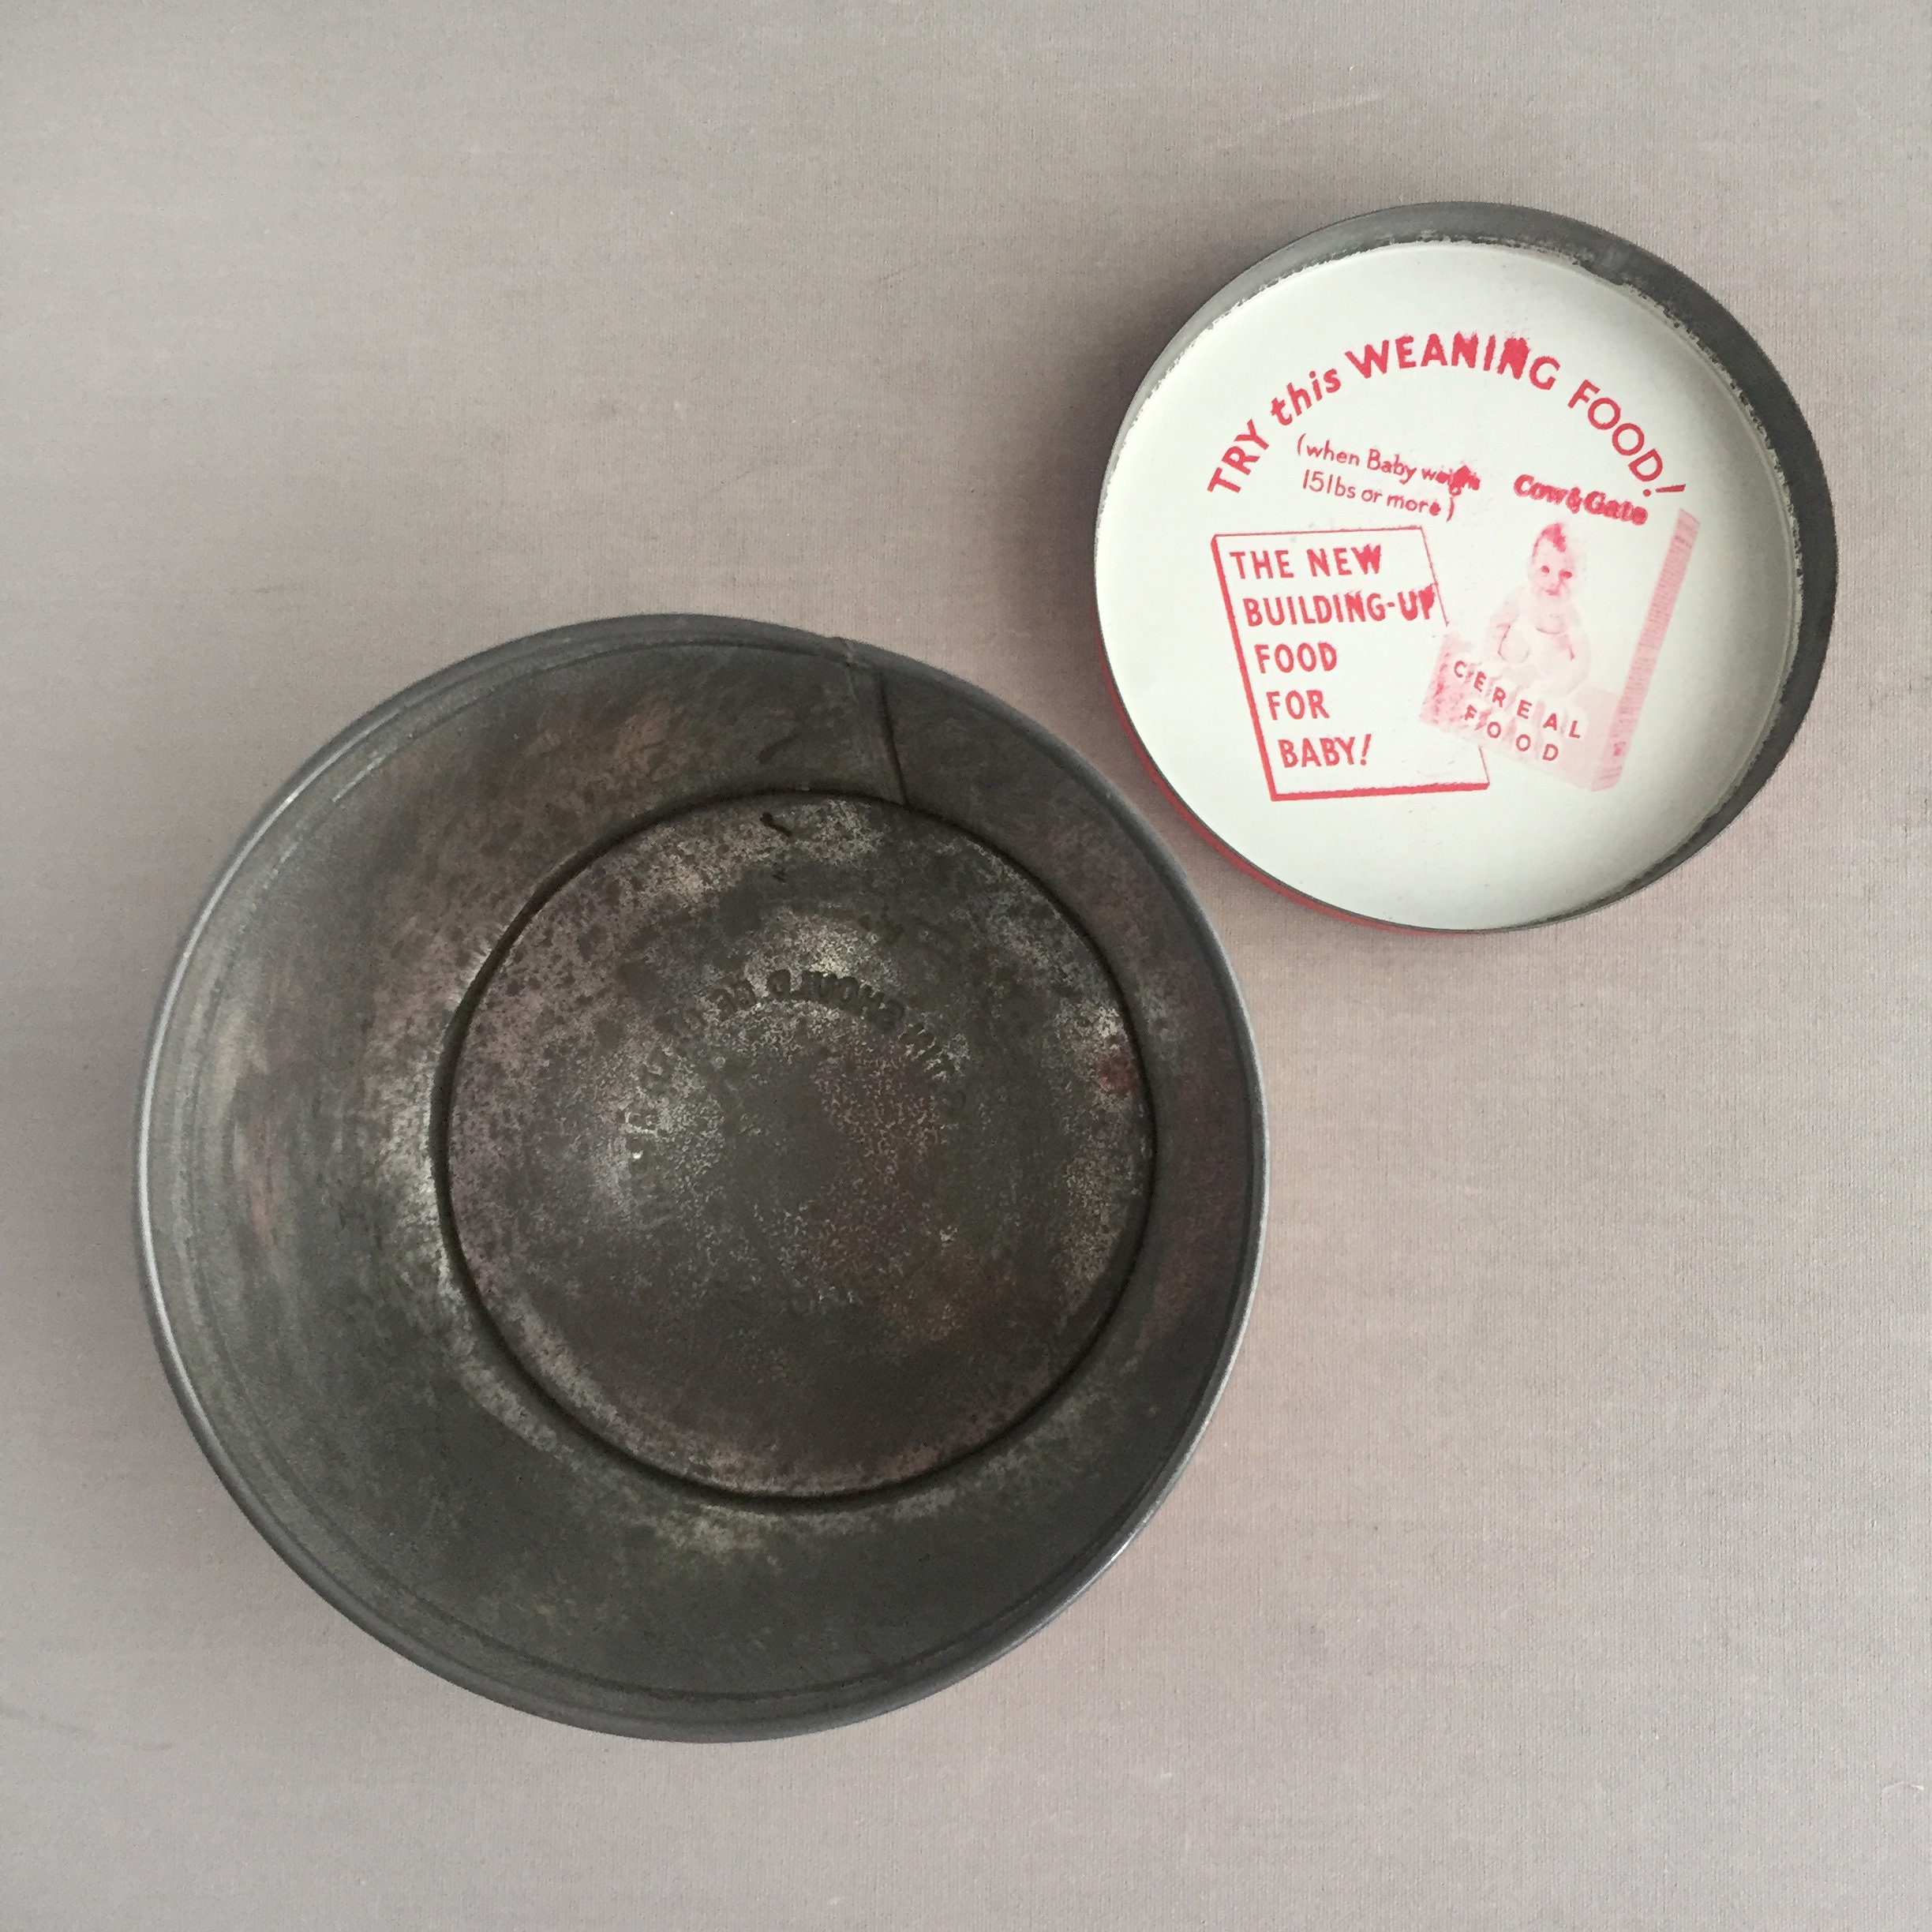 TRY this WEANING FOOD!
(when Baby weighs
15lbs or more)
Cow & Gate
THE NEW
BUILDING-UP
FOOD
FOR
BABY!
CEREAL
FOOD